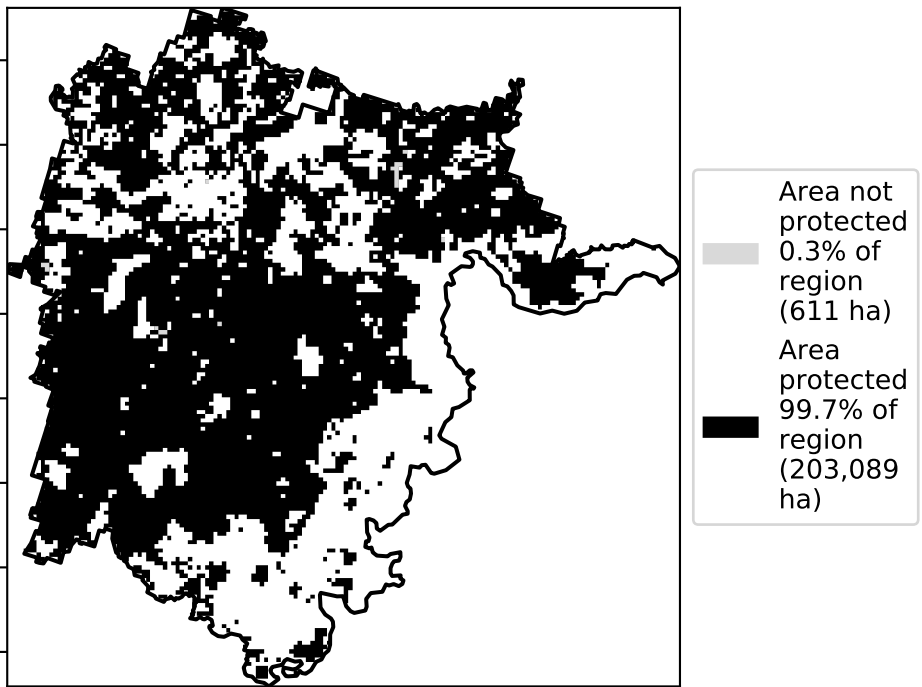 Area not
protected
0.3% of
region
(611 ha)
Area
protected
99.7% of
region
(203,089
ha)